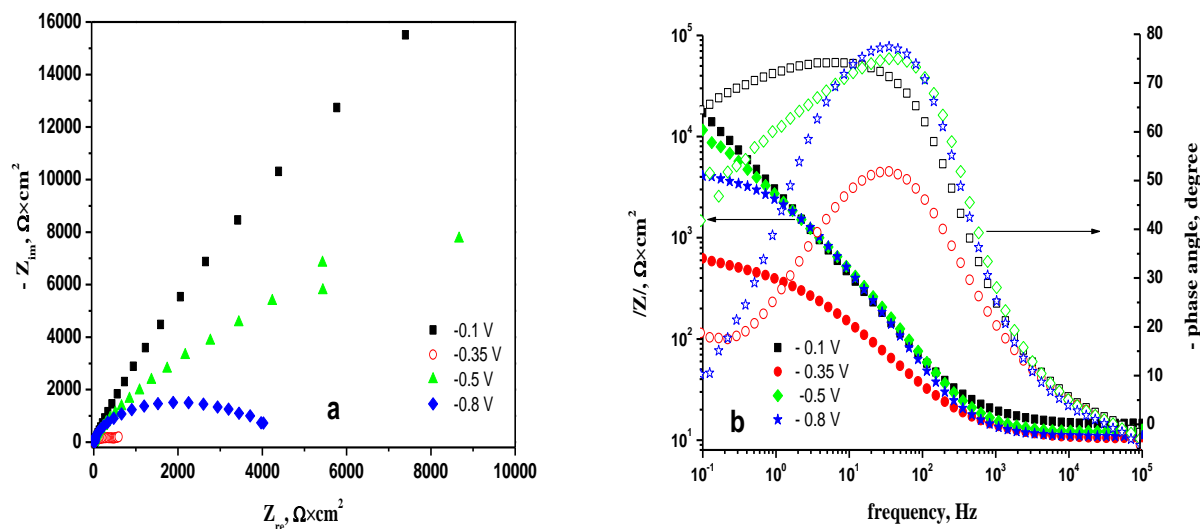 16000
14000
12000
10000
8000
6000
4000
2000
0
- Z_im, Ω×cm²
0 2000 4000 6000 8000 10000
Z_re, Ω×cm²
-0.1 V
-0.35 V
-0.5 V
-0.8 V
a
10⁵
10⁴
10³
10²
10¹
/Z/, Ω×cm²
10⁻¹ 10⁰ 10¹ 10² 10³ 10⁴ 10⁵
frequency, Hz
- 0.1 V
- 0.35 V
-0.5 V
- 0.8 V
b
80
70
60
50
40
30
20
10
0
- phase angle, degree